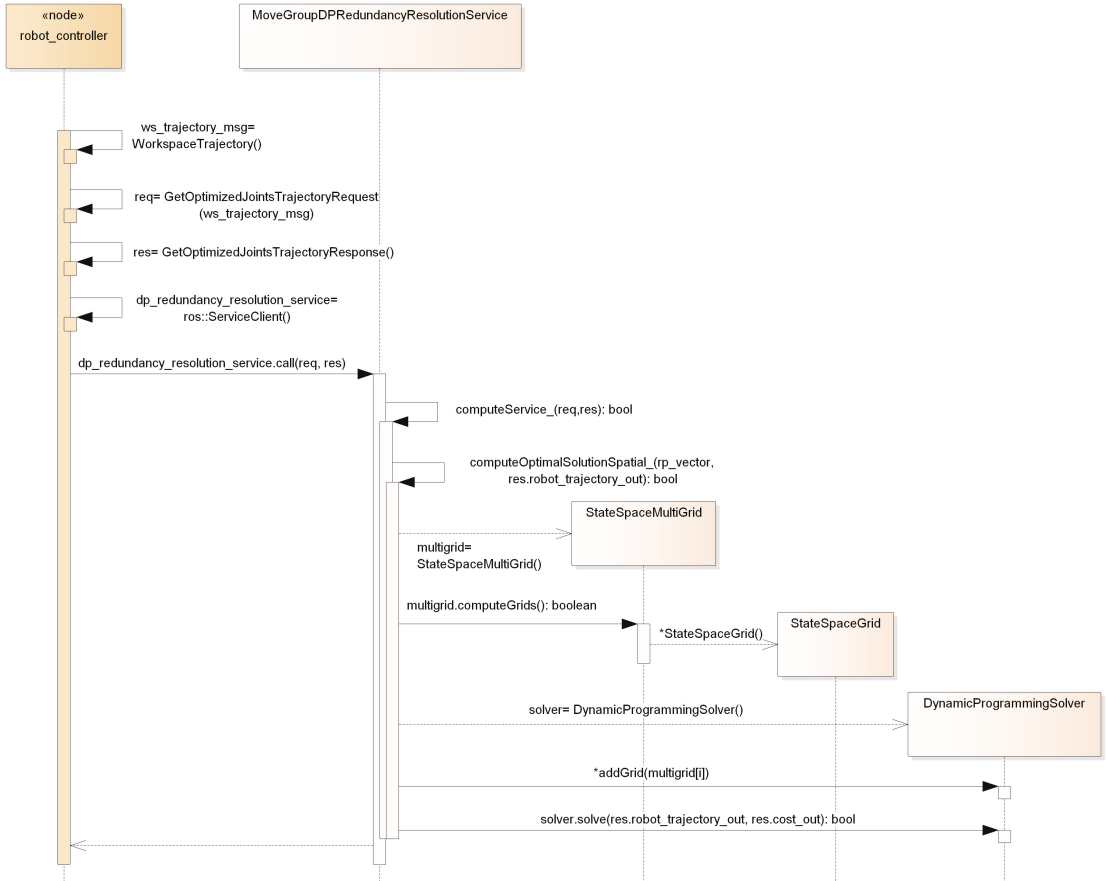 «node»
robot_controller
MoveGroupDPRedundancyResolutionService
ws_trajectory_msg=
WorkspaceTrajectory()
req= GetOptimizedJointsTrajectoryRequest
(ws_trajectory_msg)
res= GetOptimizedJointsTrajectoryResponse()
dp_redundancy_resolution_service=
ros::ServiceClient()
dp_redundancy_resolution_service.call(req, res)
computeService_(req,res): bool
computeOptimalSolutionSpatial_(rp_vector,
res.robot_trajectory_out): bool
StateSpaceMultiGrid
multigrid=
StateSpaceMultiGrid()
multigrid.computeGrids(): boolean
*StateSpaceGrid()
StateSpaceGrid
solver= DynamicProgrammingSolver()
DynamicProgrammingSolver
*addGrid(multigrid[i])
solver.solve(res.robot_trajectory_out, res.cost_out): bool